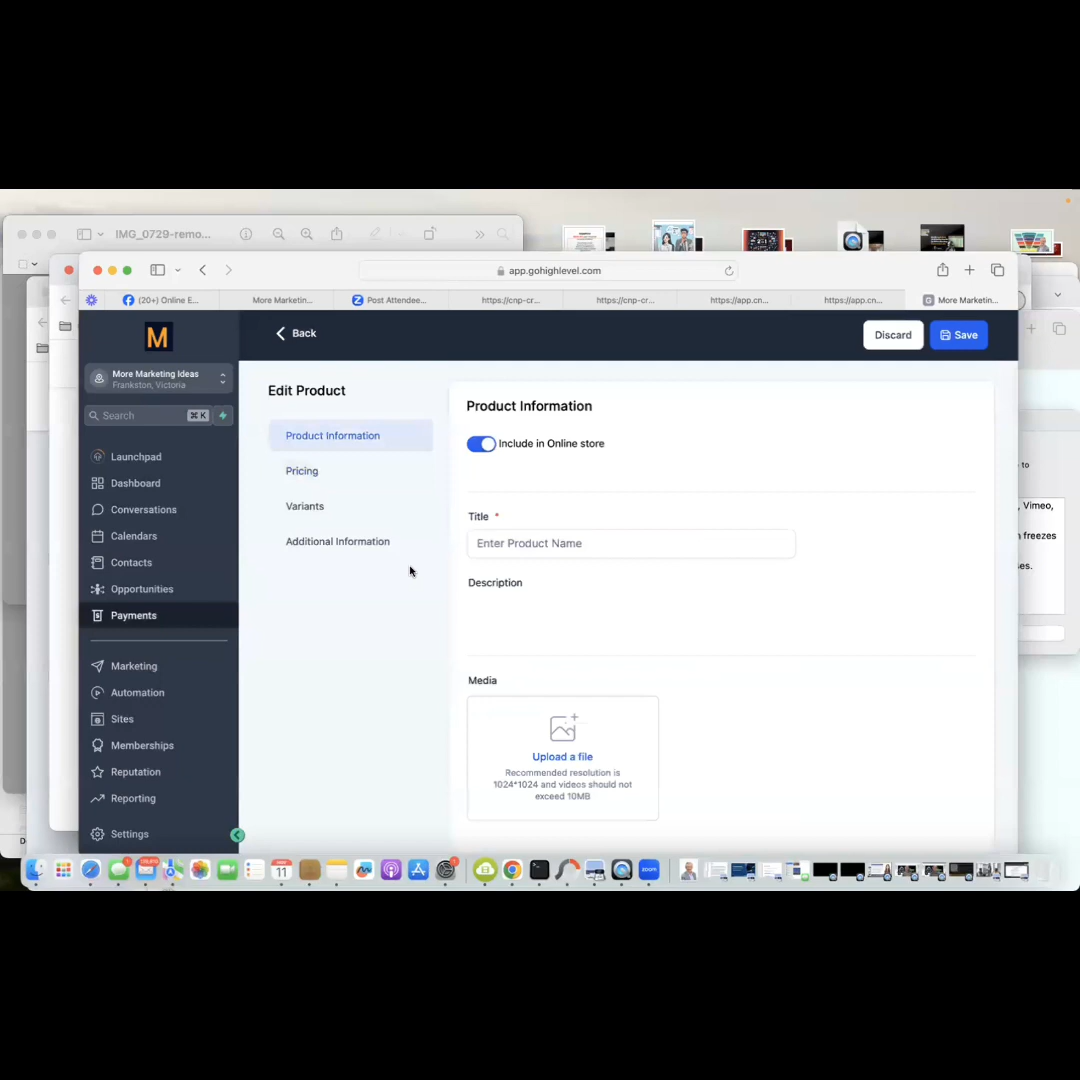 IMG_0729-remo...
app.gohighlevel.com
(20+) Online E...
More Marketin...
Post Attendee...
https://cnp-cr...
https://cnp-cr...
https://app.cn...
https://app.cn...
More Marketin...
M
More Marketing Ideas
Frankston, Victoria
Search
⌘ K
Launchpad
Dashboard
Conversations
Calendars
Contacts
Opportunities
Payments
Marketing
Automation
Sites
Memberships
Reputation
Reporting
Settings
Back
Discard
Save
Edit Product
Product Information
Pricing
Variants
Additional Information
Product Information
Include in Online store
Title *
Enter Product Name
Description
Media
Upload a file
Recommended resolution is
1024*1024 and videos should not
exceed 10MB
to
, Vimeo,
freezes
ses.
11
zoom